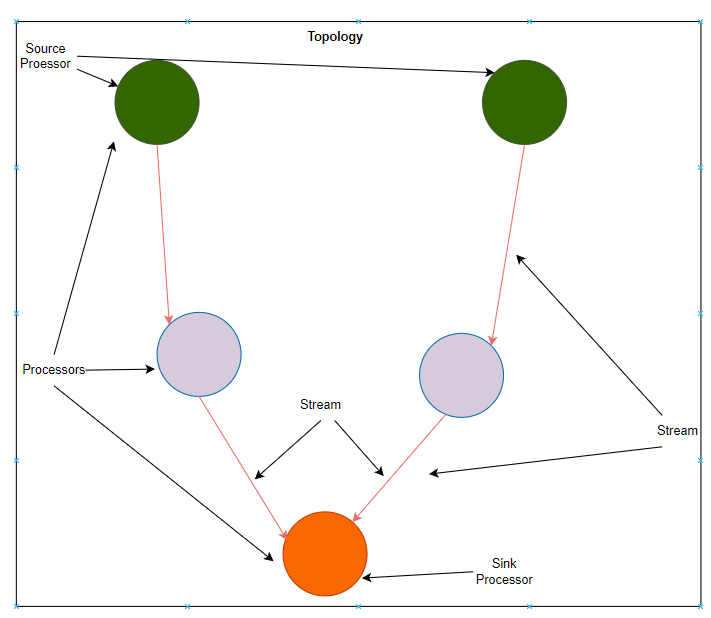 Topology
Source
Proessor
Processors
Stream
Stream
Sink
Processor